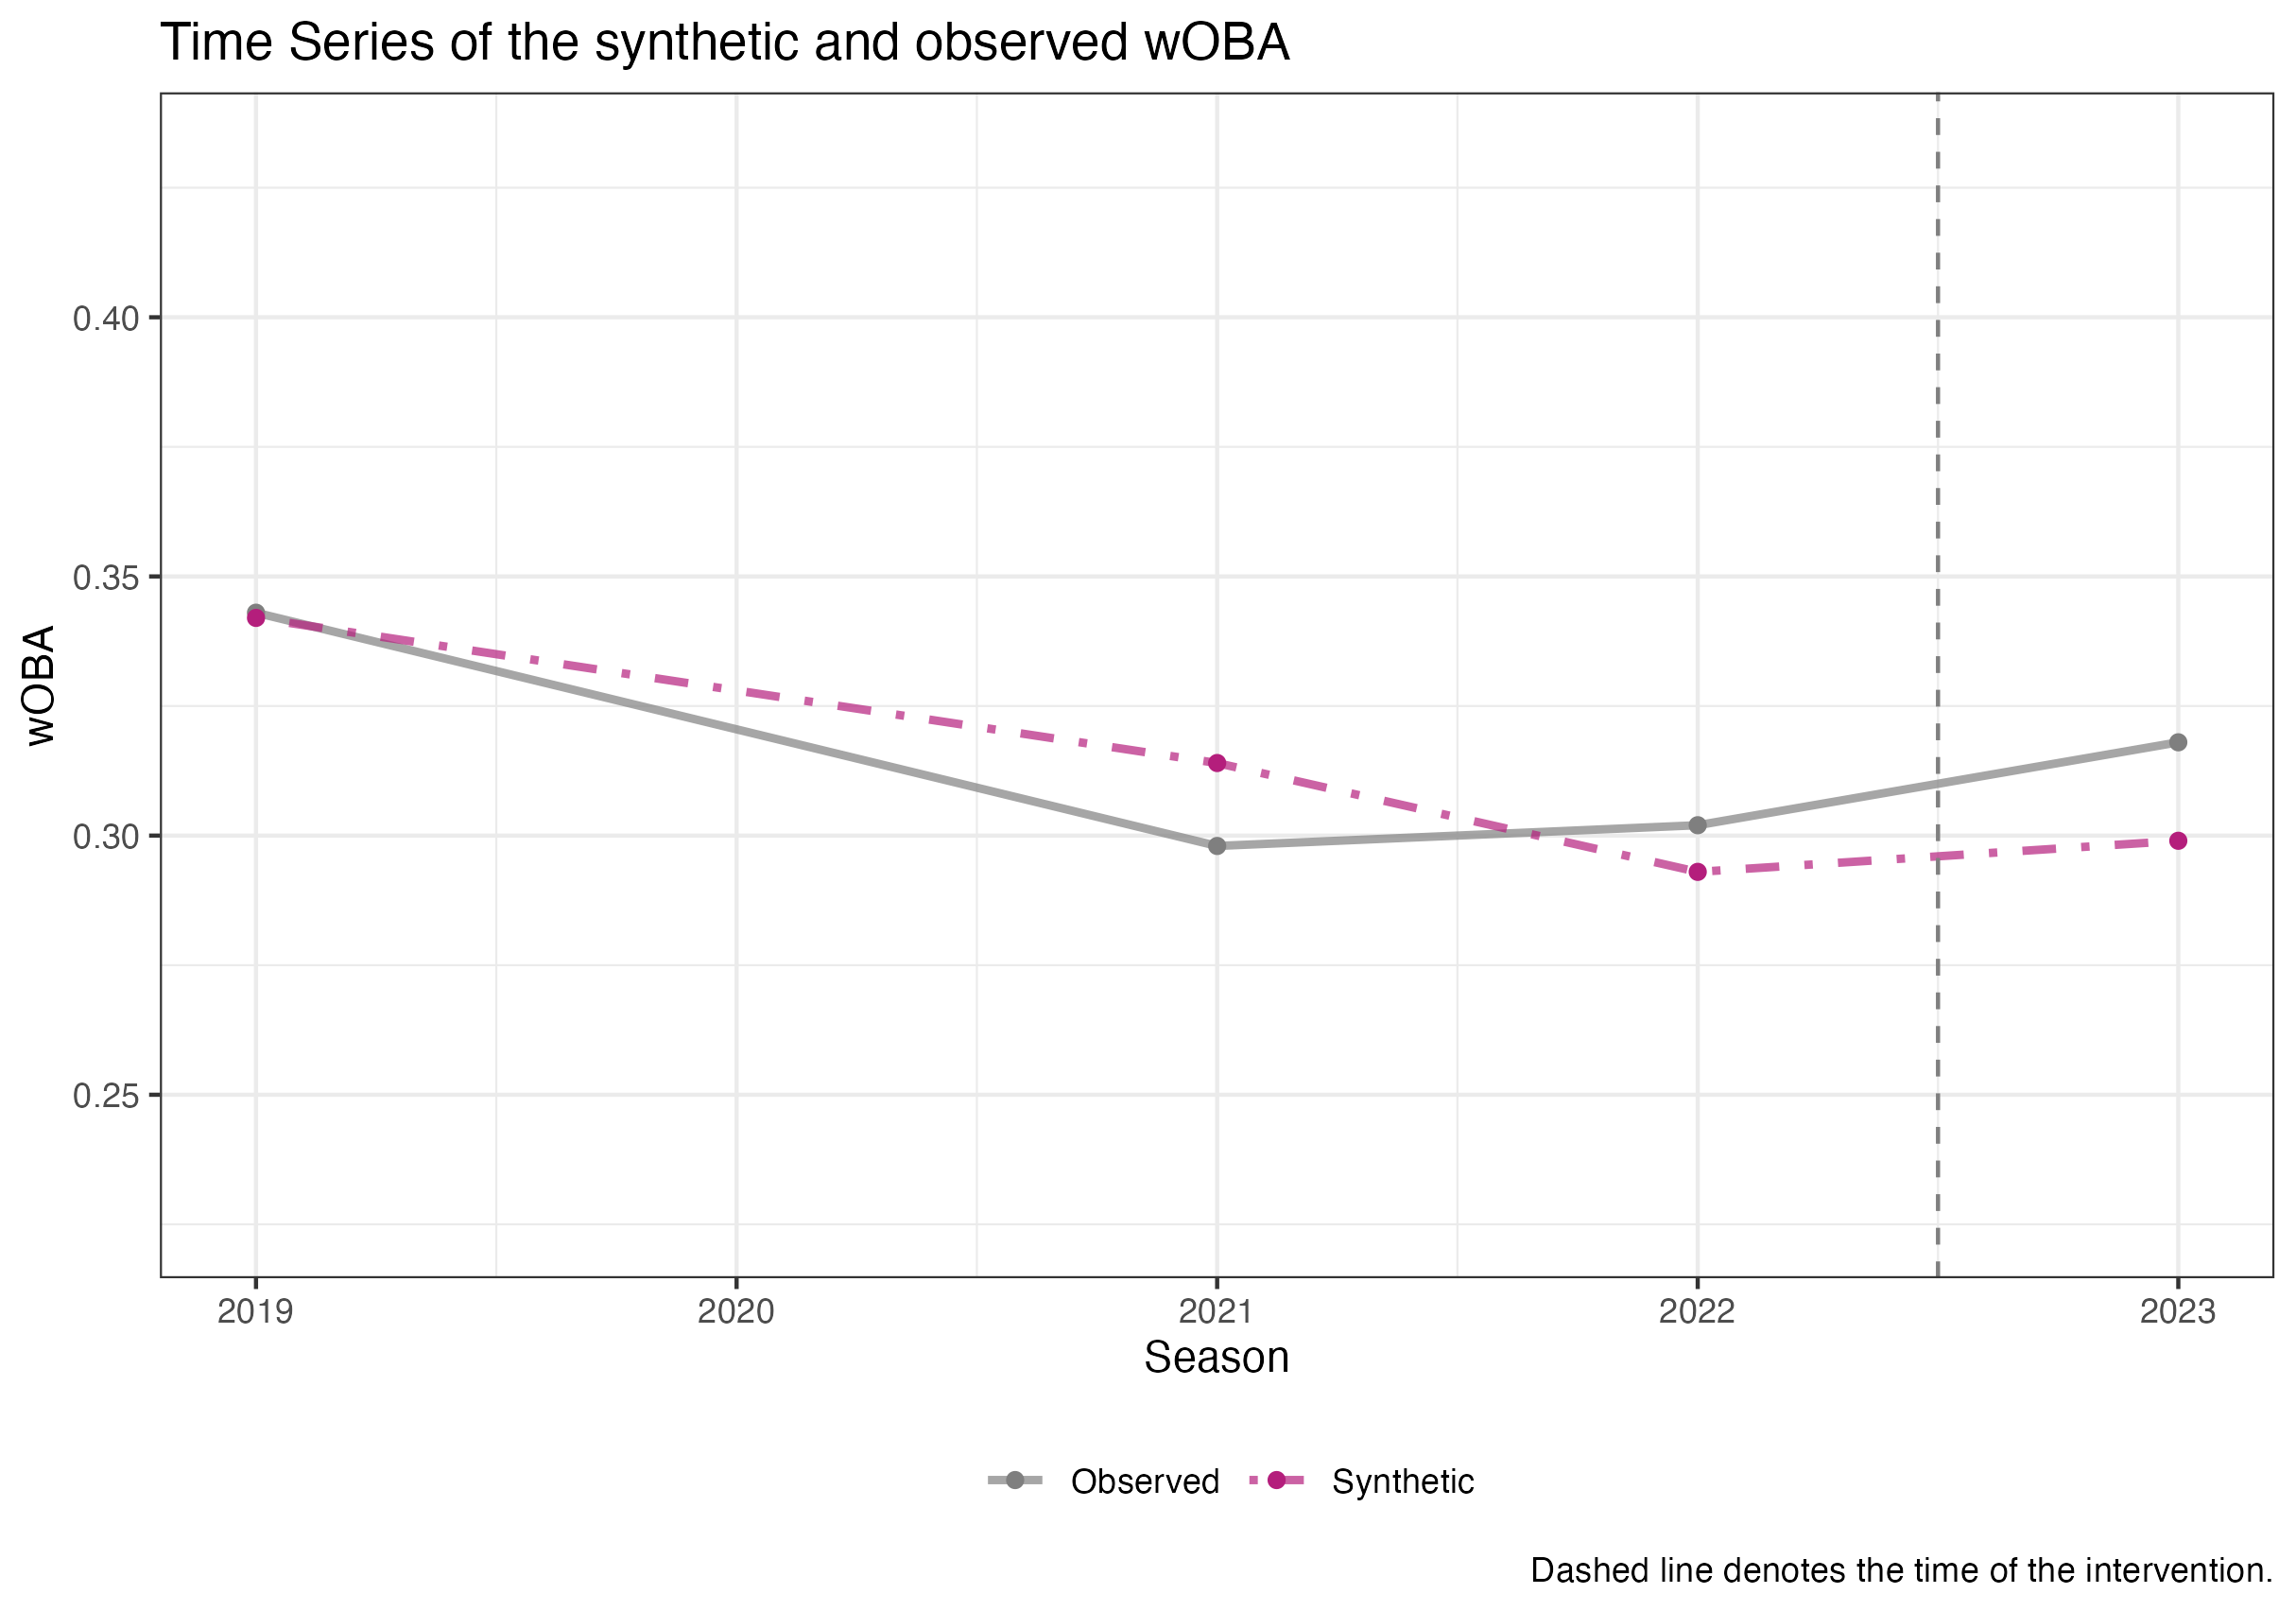 Time Series of the synthetic and observed wOBA
wOBA
0.40
0.35
0.30
0.25
2019 2020 2021 2022 2023
Season
Observed Synthetic
Dashed line denotes the time of the intervention.